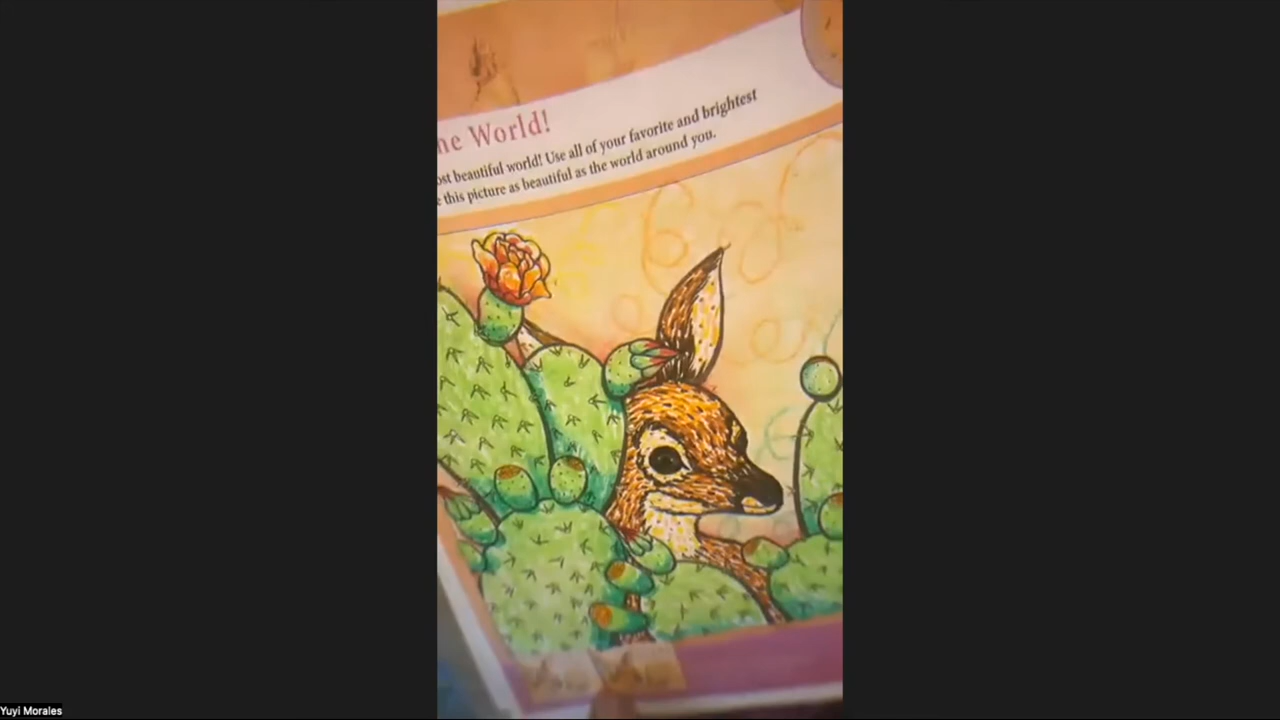 he World!
ost beautiful world! Use all of your favorite and brightest
e this picture as beautiful as the world around you.
Yuyi Morales